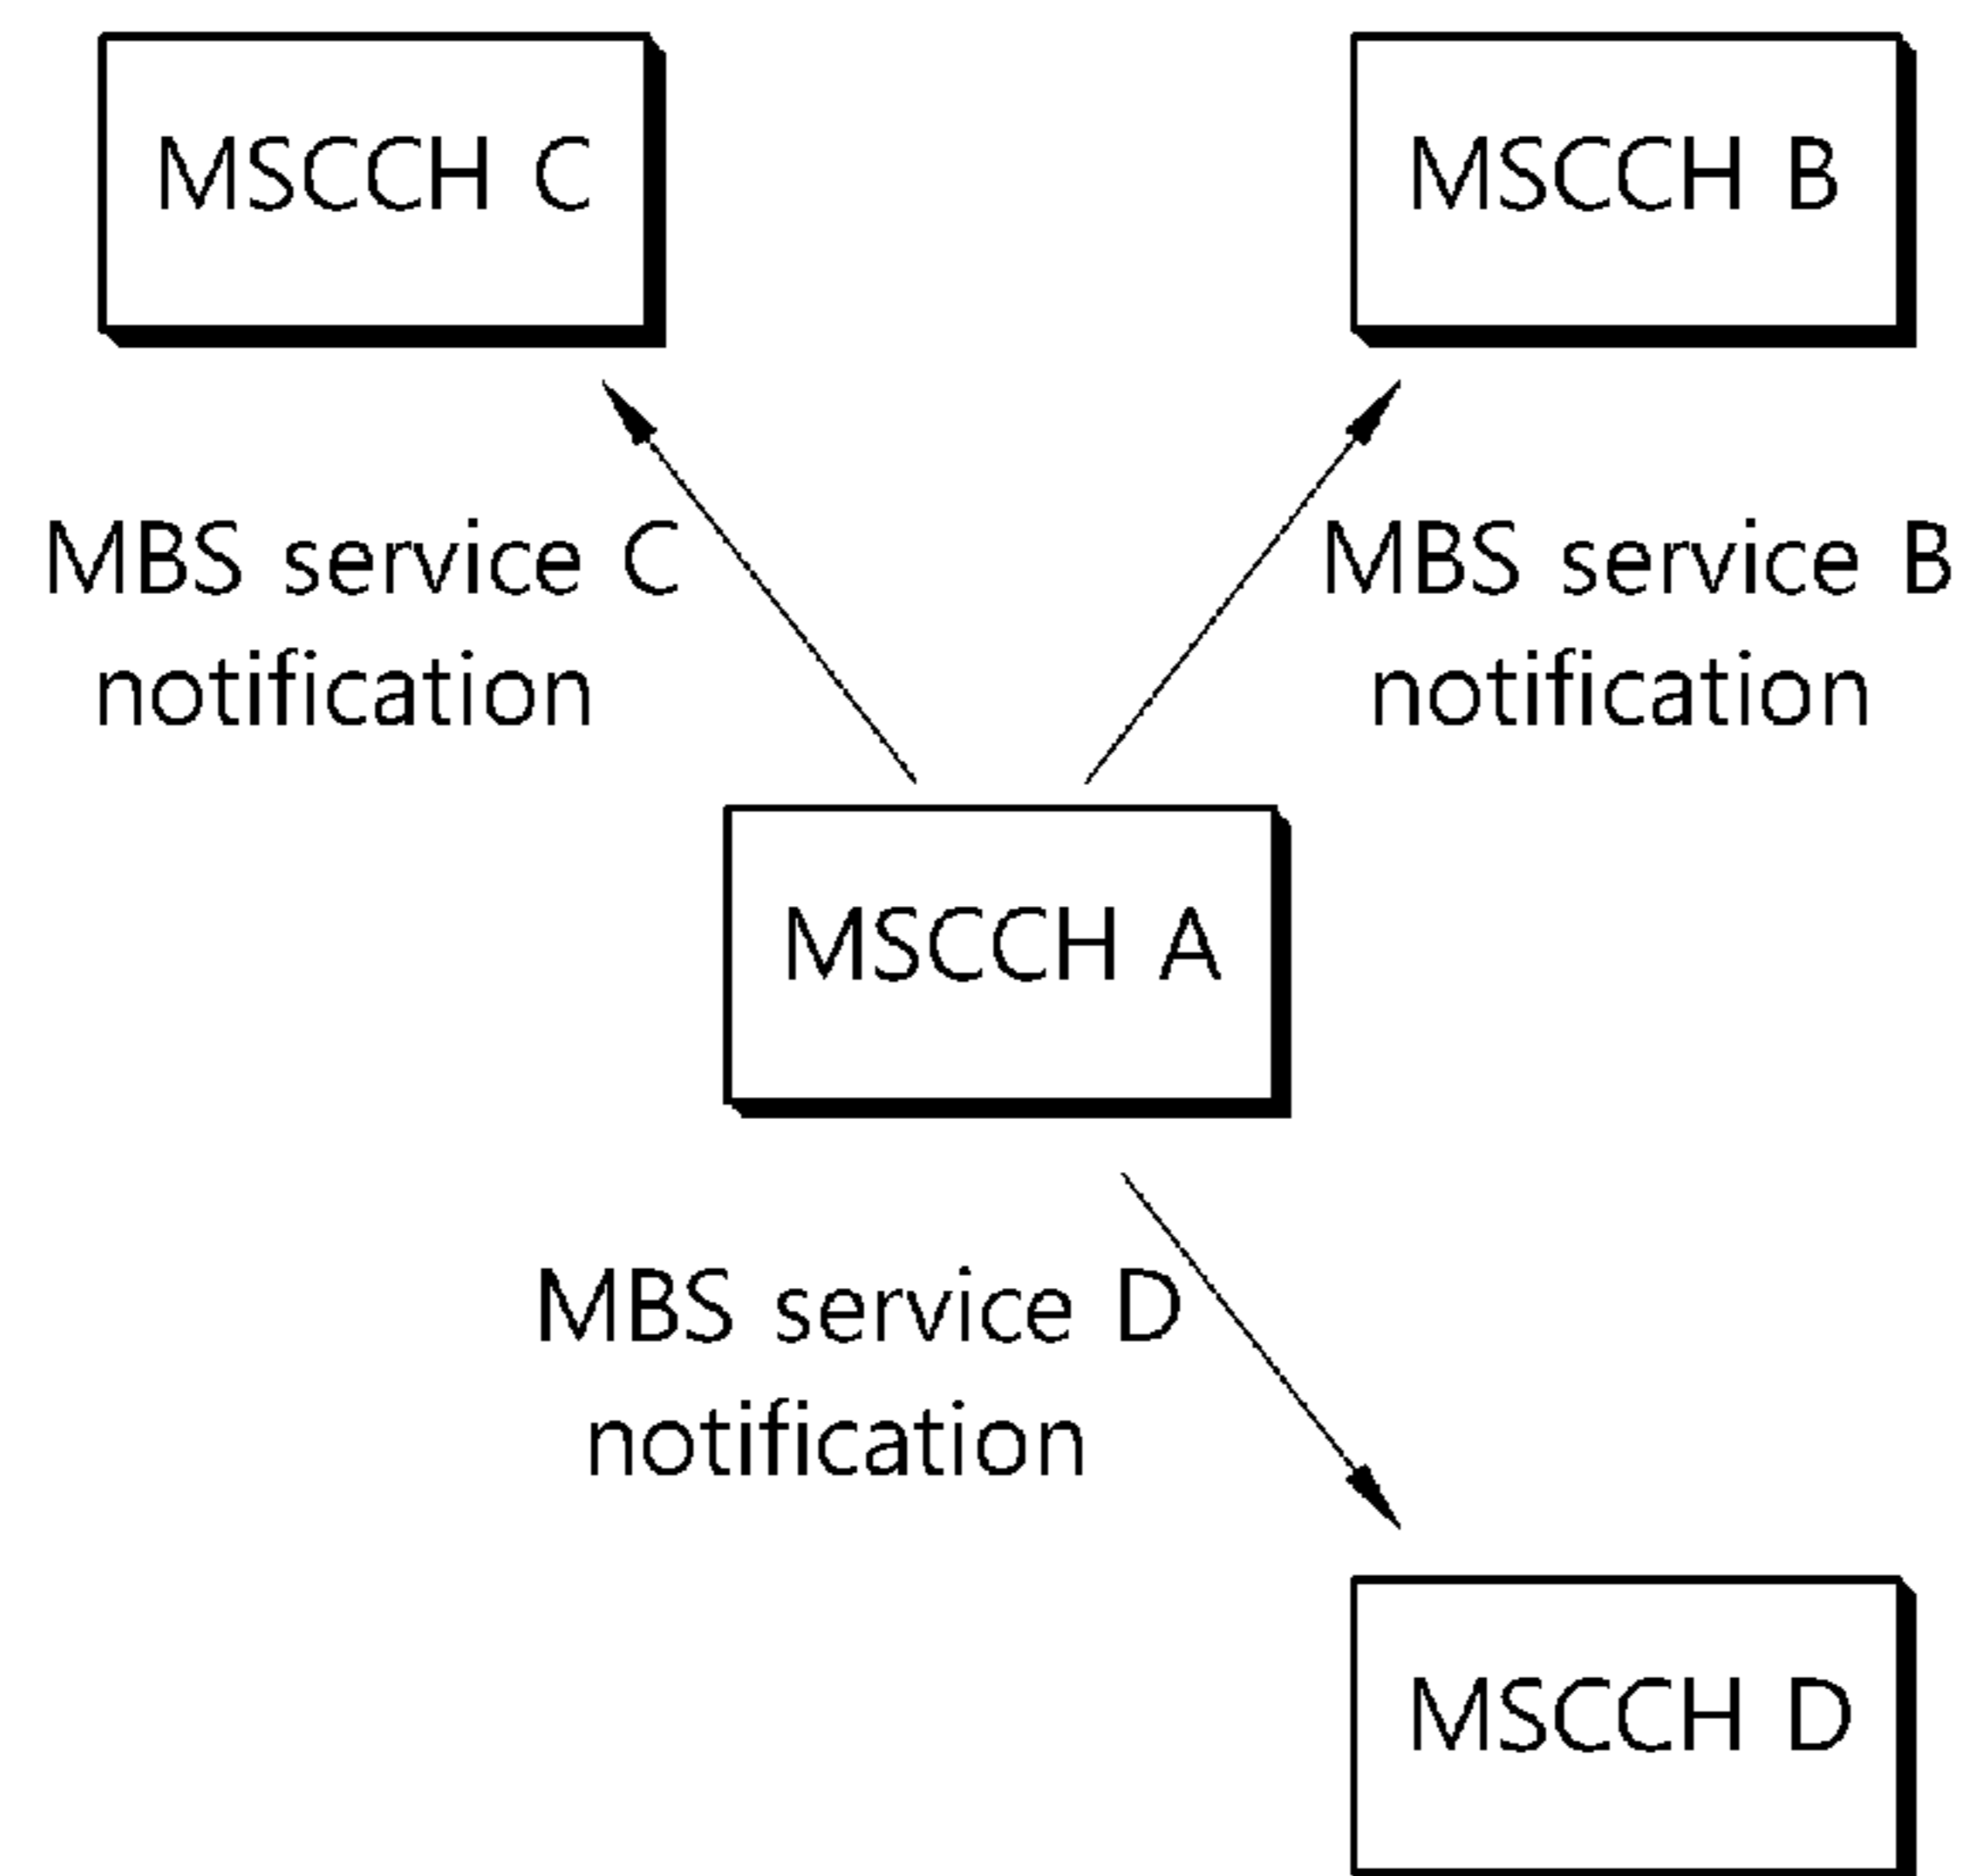 MSCCH C
MSCCH B
MBS service C
notification
MBS service B
notification
MSCCH A
MBS service D
notification
MSCCH D